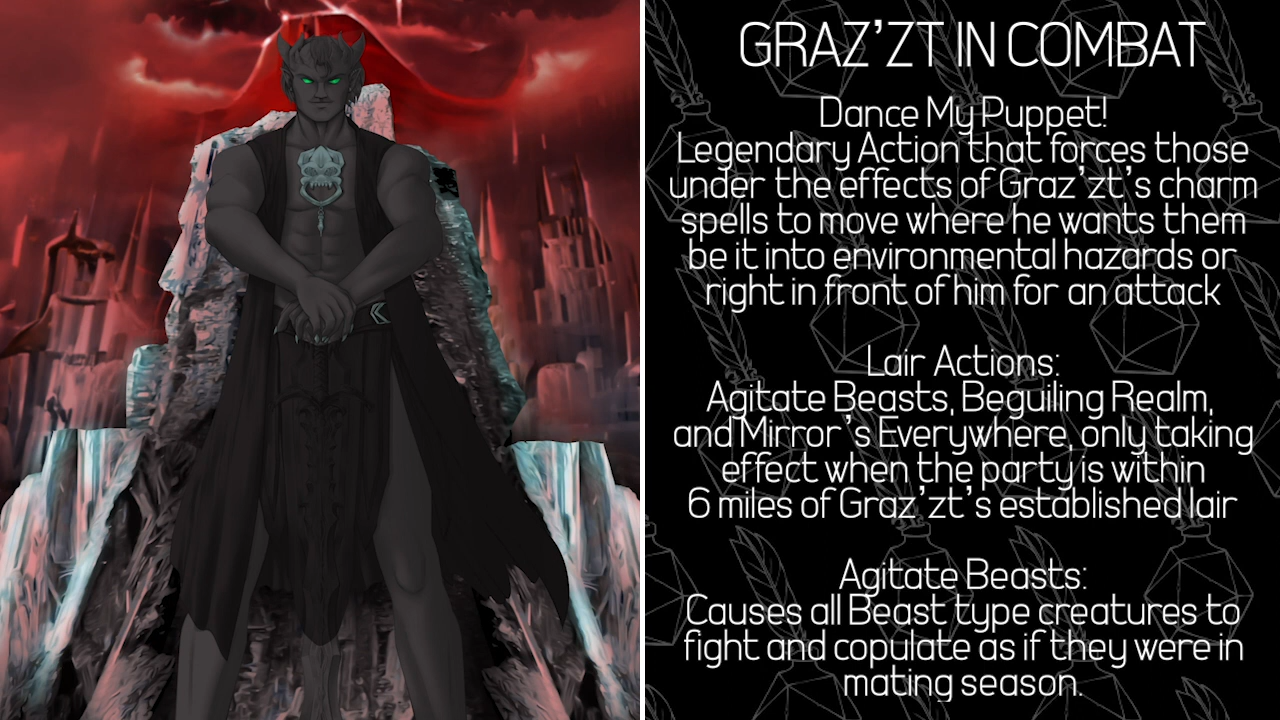 GRAZ'ZT IN COMBAT
Dance My Puppet!
Legendary Action that forces those
under the effects of Graz'zt's charm
spells to move where he wants them
be it into environmental hazards or
right in front of him for an attack
Lair Actions:
Agitate Beasts, Beguiling Realm,
and Mirror's Everywhere, only taking
effect when the party is within
6 miles of Graz'zt's established lair
Agitate Beasts:
Causes all Beast type creatures to
fight and copulate as if they were in
mating season.